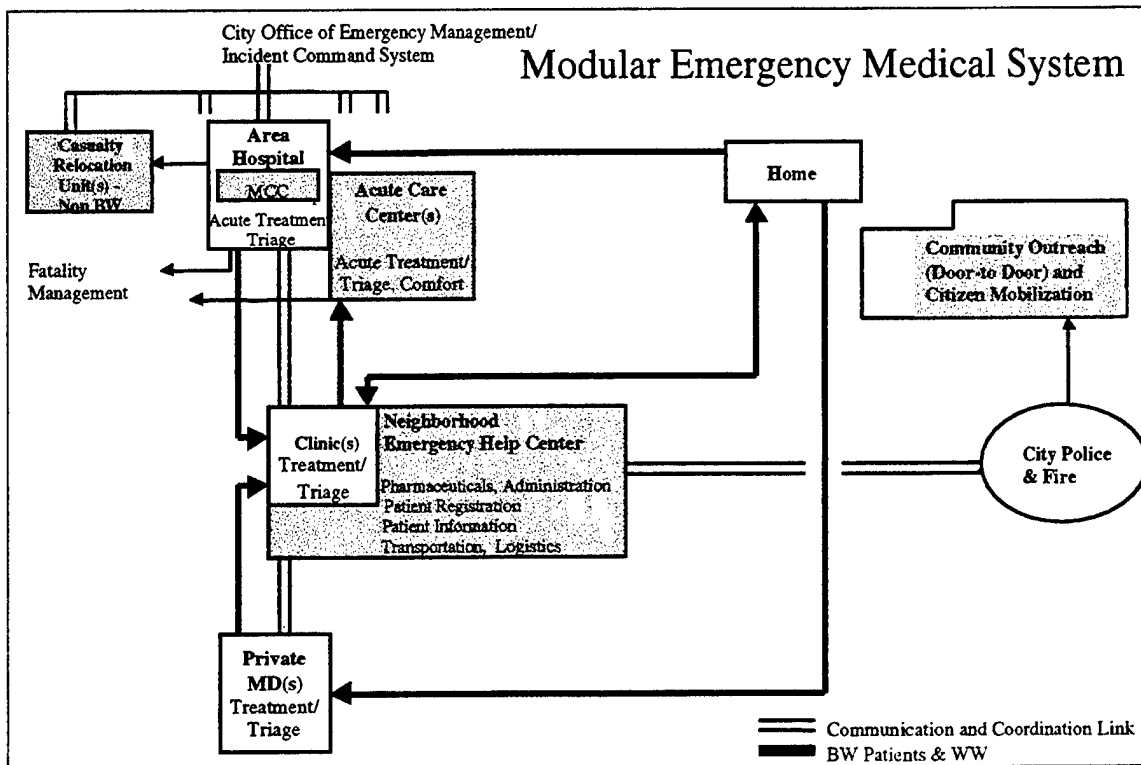 City Office of Emergency Management/
Incident Command System
Modular Emergency Medical System
Casualty
Relocation
Unit(s) -
Non BW
Area
Hospital
MCC
Acute Treatment
Triage
Acute Care
Center(s)
Acute Treatment/
Triage, Comfort
Home
Community Outreach
(Door-to Door) and
Citizen Mobilization
Fatality
Management
Clinic(s)
Treatment/
Triage
Neighborhood
Emergency Help Center
Pharmaceuticals, Administration
Patient Registration
Patient Information
Transportation, Logistics
City Police
& Fire
Private
MD(s)
Treatment/
Triage
Communication and Coordination Link
BW Patients & WW